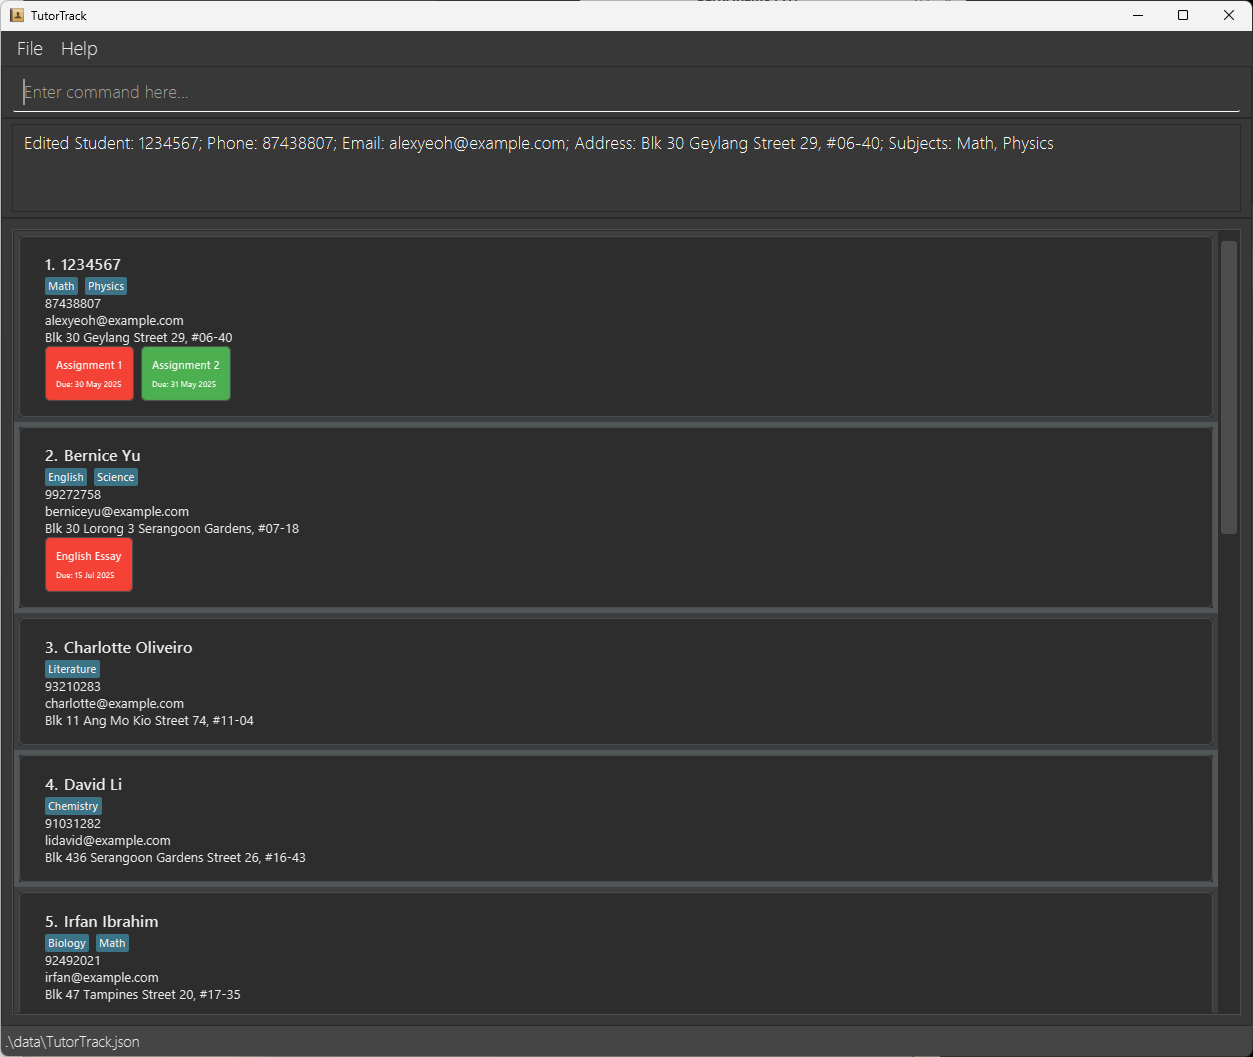 TutorTrack
File Help
Enter command here...
Edited Student: 1234567; Phone: 87438807; Email: alexyeoh@example.com; Address: Blk 30 Geylang Street 29, #06-40; Subjects: Math, Physics
1. 1234567
Math Physics
87438807
alexyeoh@example.com
Blk 30 Geylang Street 29, #06-40
Assignment 1 Assignment 2
Due: 30 May 2025 Due: 31 May 2025
2. Bernice Yu
English Science
99272758
berniceyu@example.com
Blk 30 Lorong 3 Serangoon Gardens, #07-18
English Essay
Due: 15 Jul 2025
3. Charlotte Oliveiro
Literature
93210283
charlotte@example.com
Blk 11 Ang Mo Kio Street 74, #11-04
4. David Li
Chemistry
91031282
lidavid@example.com
Blk 436 Serangoon Gardens Street 26, #16-43
5. Irfan Ibrahim
Biology Math
92492021
irfan@example.com
Blk 47 Tampines Street 20, #17-35
.\data\TutorTrack.json